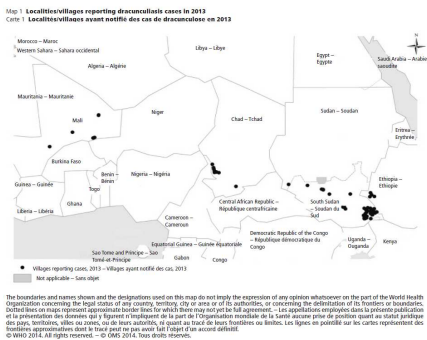 Map 1 Localities/villages reporting dracunculiasis cases in 2013
Carte 1 Localités/villages ayant notifié des cas de dracunculose en 2013
Morocco – Maroc
Western Sahara – Sahara occidental
Algeria – Algérie
Libya – Libye
Egypt –
Egypte
Saudi Arabia – Arabie
saoudite
Mauritania – Mauritanie
Mali
Niger
Chad – Tchad
Sudan – Soudan
Eritrea –
Erythrée
Burkina Faso
Guinea – Guinée
Benin –
Bénin
Nigeria – Nigéria
Togo
Ghana
Liberia – Libéria
Ethiopia –
Ethiopie
Central African Republic –
République centrafricaine
South Sudan
– Soudan du
Sud
Cameroon –
Cameroun
Equatorial Guinea – Guinée équatoriale
Sao Tome and Principe – Sao
Tomé-et-Principe
Gabon
Congo
Democratic Republic of the Congo
– République démocratique du
Congo
Uganda –
Ouganda
Kenya
Villages reporting cases, 2013 – Villages ayant notifié des cas, 2013
Not applicable – Sans objet
The boundaries and names shown and the designations used on this map do not imply the expression of any opinion whatsoever on the part of the World Health
Organization concerning the legal status of any country, territory, city or area or of its authorities, or concerning the delimitation of its frontiers or boundaries.
Dotted lines on maps represent approximate border lines for which there may not yet be full agreement. – Les appellations employées dans la présente publication
et la présentation des données qui y figurent n'impliquent de la part de l'Organisation mondiale de la Santé aucune prise de position quant au statut juridique
des pays, territoires, villes ou zones, ou de leurs autorités, ni quant au tracé de leurs frontières ou limites. Les lignes en pointillé sur les cartes représentent des
frontières approximatives dont le tracé peut ne pas avoir fait l'objet d'un accord définitif.
© WHO 2014. All rights reserved. – © OMS 2014. Tous droits réservés.